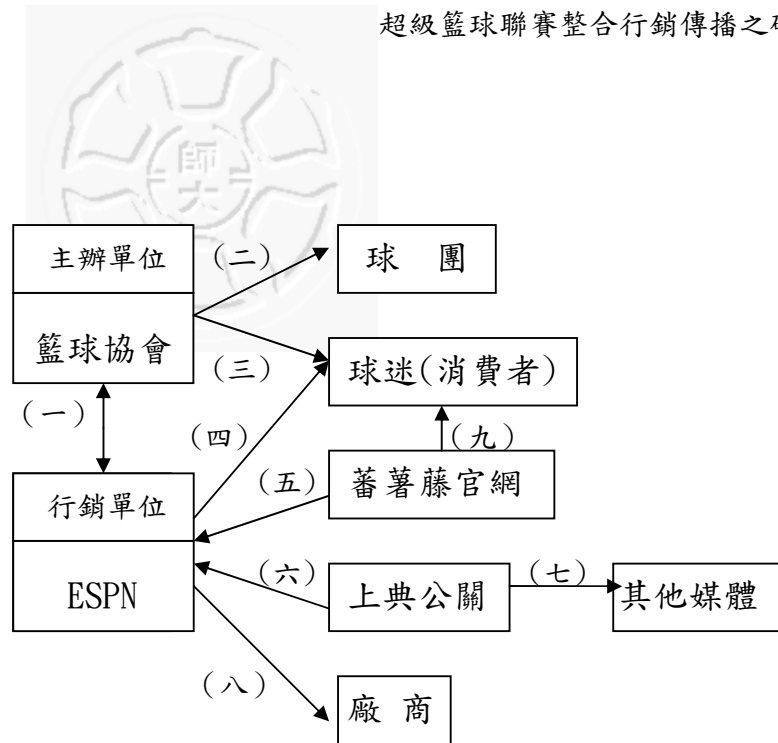 超級籃球聯賽整合行銷傳播之
師大
主辦單位
（二）
球　團
籃球協會
（三）
球迷(消費者)
（一）
（四）
（九）
行銷單位
（五）
蕃薯藤官網
ESPN
（六）
上典公關
（七）
其他媒體
（八）
廠 商